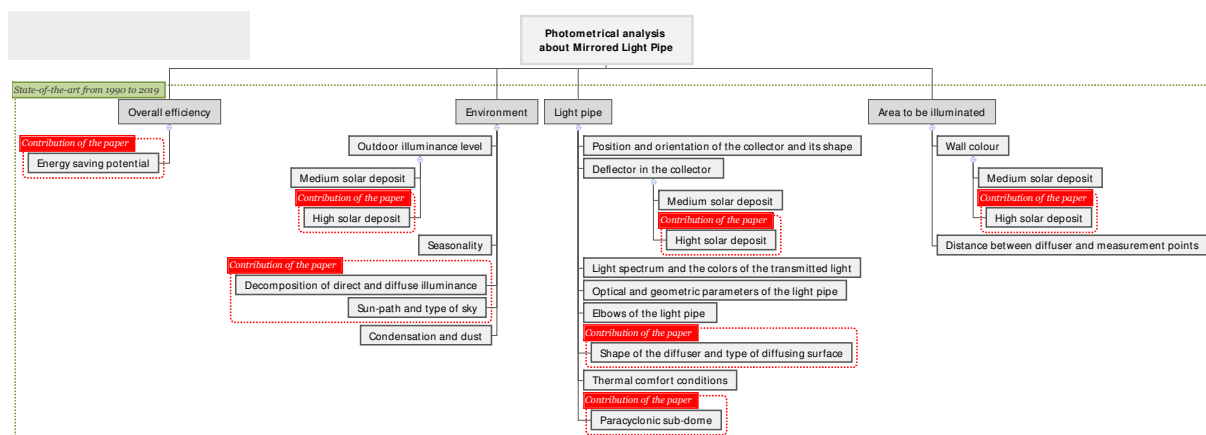 Photometrical analysis
about Mirrored Light Pipe
State-of-the-art from 1990 to 2019
Overall efficiency
Contribution of the paper
Energy saving potential
Environment
Outdoor illuminance level
Medium solar deposit
Contribution of the paper
High solar deposit
Seasonality
Contribution of the paper
Decomposition of direct and diffuse illuminance
Sun-path and type of sky
Condensation and dust
Light pipe
Position and orientation of the collector and its shape
Deflector in the collector
Medium solar deposit
Contribution of the paper
Hight solar deposit
Light spectrum and the colors of the transmitted light
Optical and geometric parameters of the light pipe
Elbows of the light pipe
Contribution of the paper
Shape of the diffuser and type of diffusing surface
Thermal comfort conditions
Contribution of the paper
Paracyclonic sub-dome
Area to be illuminated
Wall colour
Medium solar deposit
Contribution of the paper
High solar deposit
Distance between diffuser and measurement points